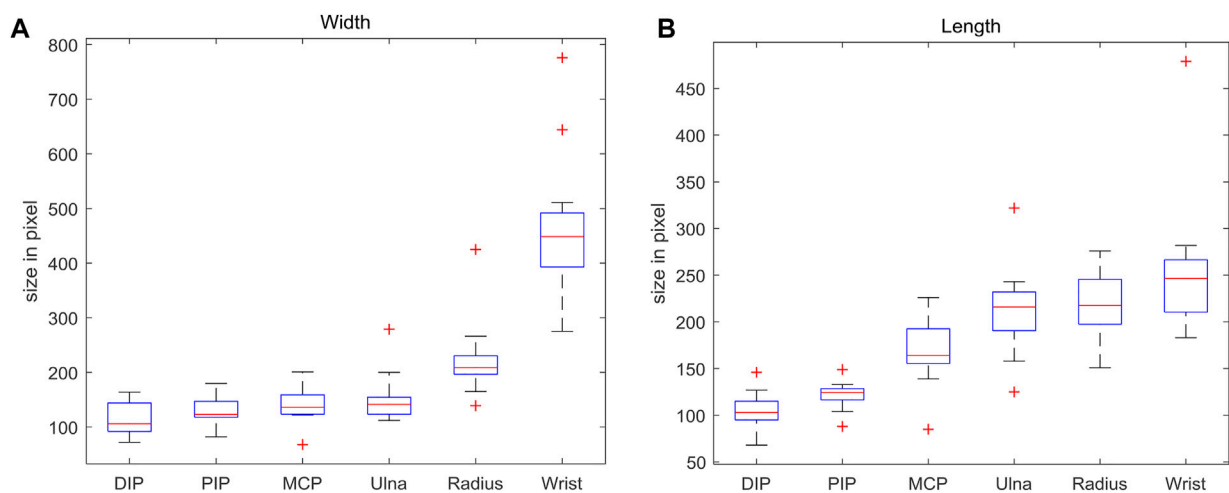 A
Width
size in pixel
800
700
600
500
400
300
200
100
DIP PIP MCP Ulna Radius Wrist
B
Length
size in pixel
450
400
350
300
250
200
150
100
50
DIP PIP MCP Ulna Radius Wrist